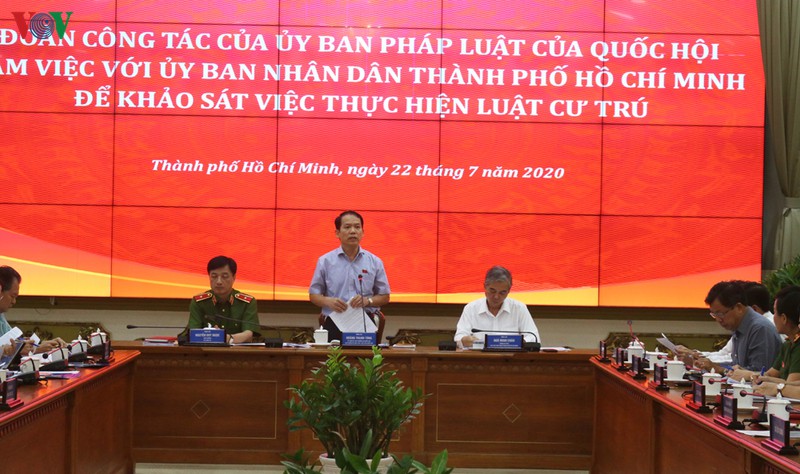 VOV
ĐOÀN CÔNG TÁC CỦA ỦY BAN PHÁP LUẬT CỦA QUỐC HỘI
ÀM VIỆC VỚI ỦY BAN NHÂN DÂN THÀNH PHỐ HỒ CHÍ MINH
ĐỂ KHẢO SÁT VIỆC THỰC HIỆN LUẬT CƯ TRÚ
Thành phố Hồ Chí Minh, ngày 22 tháng 7 năm 2020